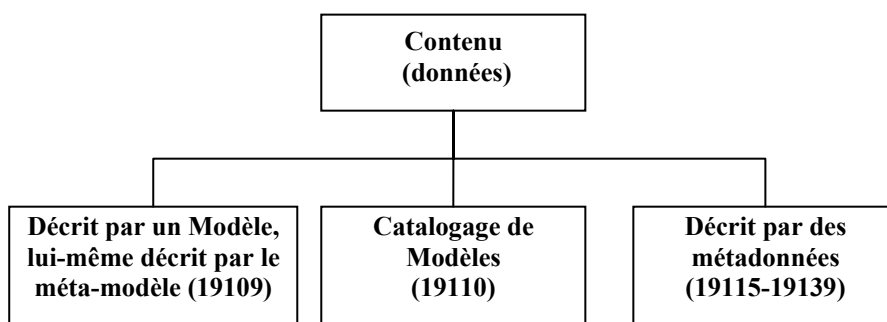 Contenu
(données)
Décrit par un Modèle,
lui-même décrit par le
méta-modèle (19109)
Catalogage de
Modèles
(19110)
Décrit par des
métadonnées
(19115-19139)